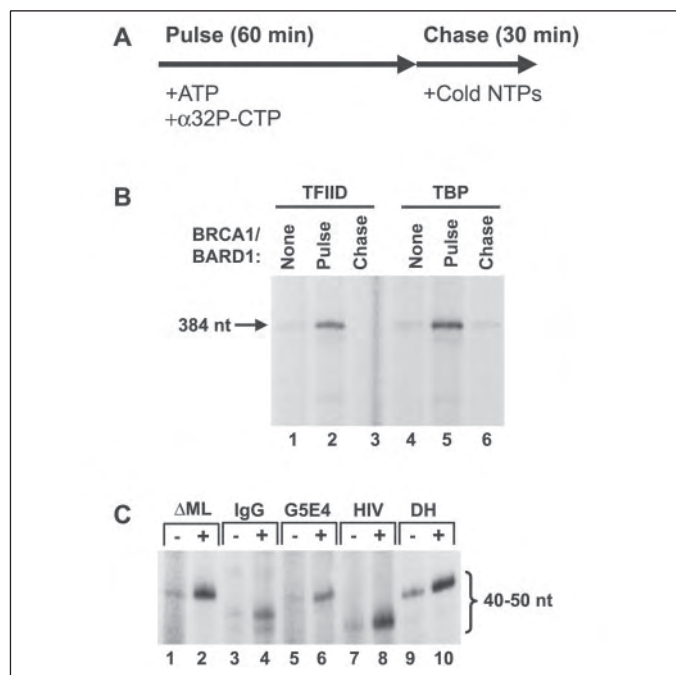 A Pulse (60 min) Chase (30 min)
+ATP +Cold NTPs
+α32P-CTP
B TFIID TBP
BRCA1/
BARD1: None Pulse Chase None Pulse Chase
384 nt
1 2 3 4 5 6
C ΔML IgG G5E4 HIV DH
- + - + - + - + - +
40-50 nt
1 2 3 4 5 6 7 8 9 10